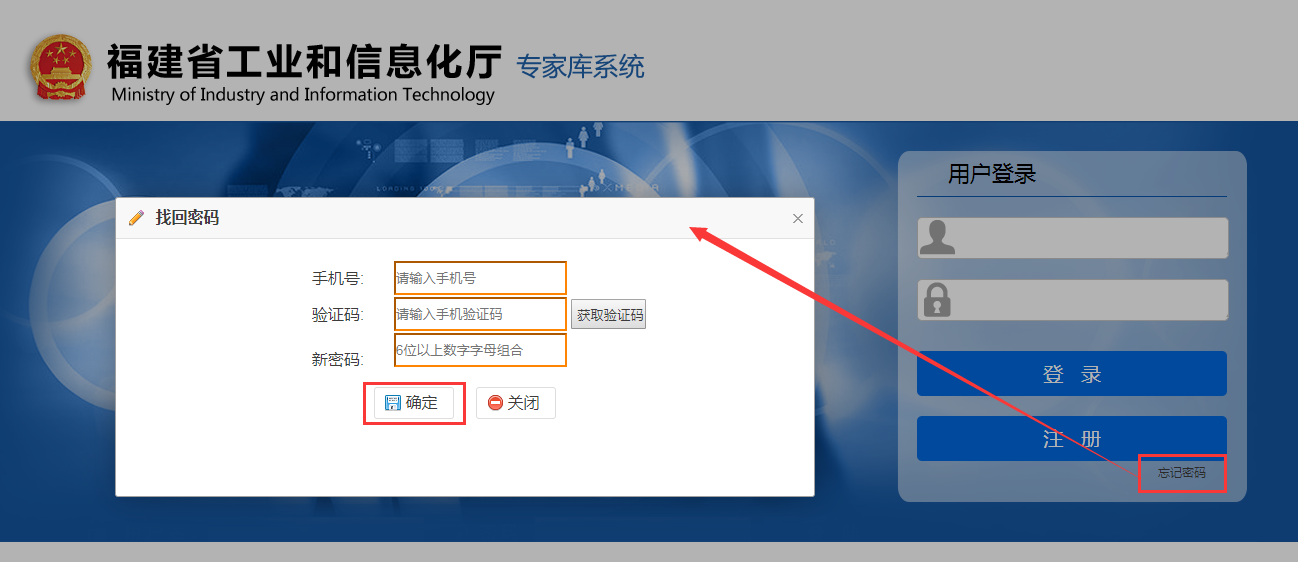 福建省工业和信息化厅 专家库系统
Ministry of Industry and Information Technology
用户登录
LOADING
找回密码
手机号: 请输入手机号
验证码: 请输入手机验证码 获取验证码
新密码: 6位以上数字字母组合
确定 关闭
登 录
注 册
忘记密码